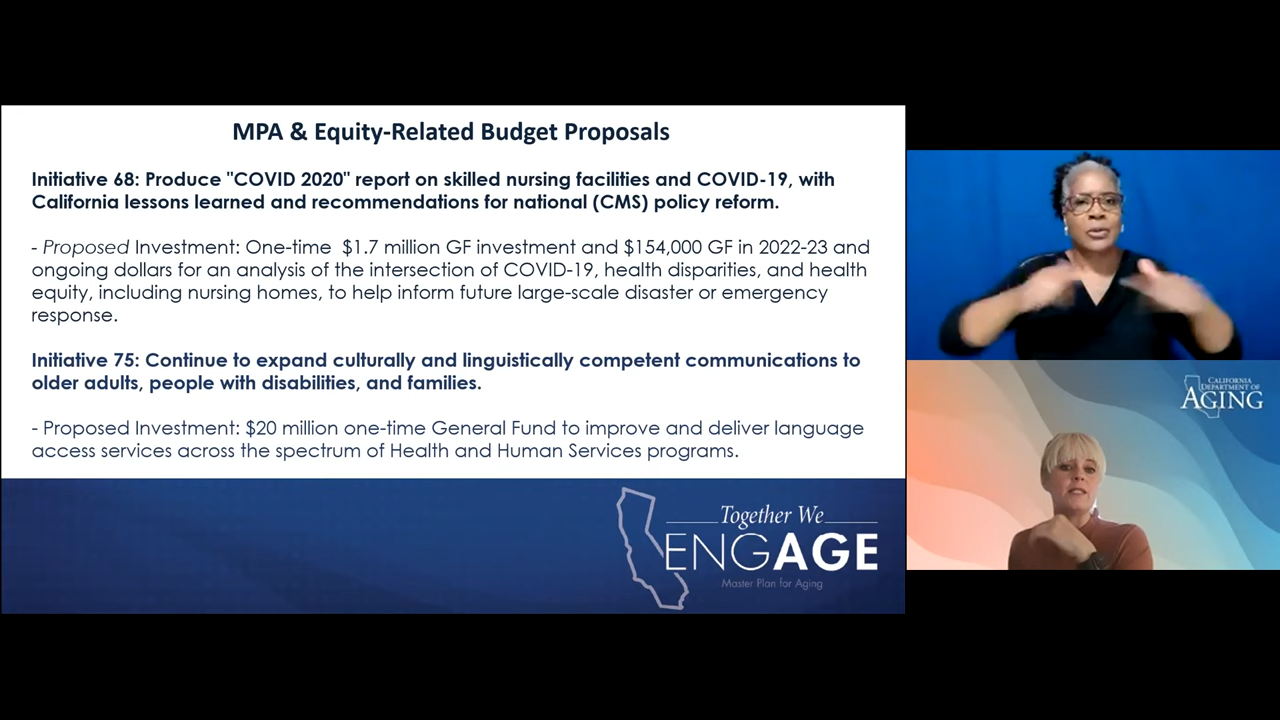 MPA & Equity-Related Budget Proposals
Initiative 68: Produce "COVID 2020" report on skilled nursing facilities and COVID-19, with
California lessons learned and recommendations for national (CMS) policy reform.
- Proposed Investment: One-time  $1.7 million GF investment and $154,000 GF in 2022-23 and
ongoing dollars for an analysis of the intersection of COVID-19, health disparities, and health
equity, including nursing homes, to help inform future large-scale disaster or emergency
response.
Initiative 75: Continue to expand culturally and linguistically competent communications to
older adults, people with disabilities, and families.
- Proposed Investment: $20 million one-time General Fund to improve and deliver language
access services across the spectrum of Health and Human Services programs.
Together We
ENGAGE
Master Plan for Aging
CALIFORNIA
DEPARTMENT OF
AGING